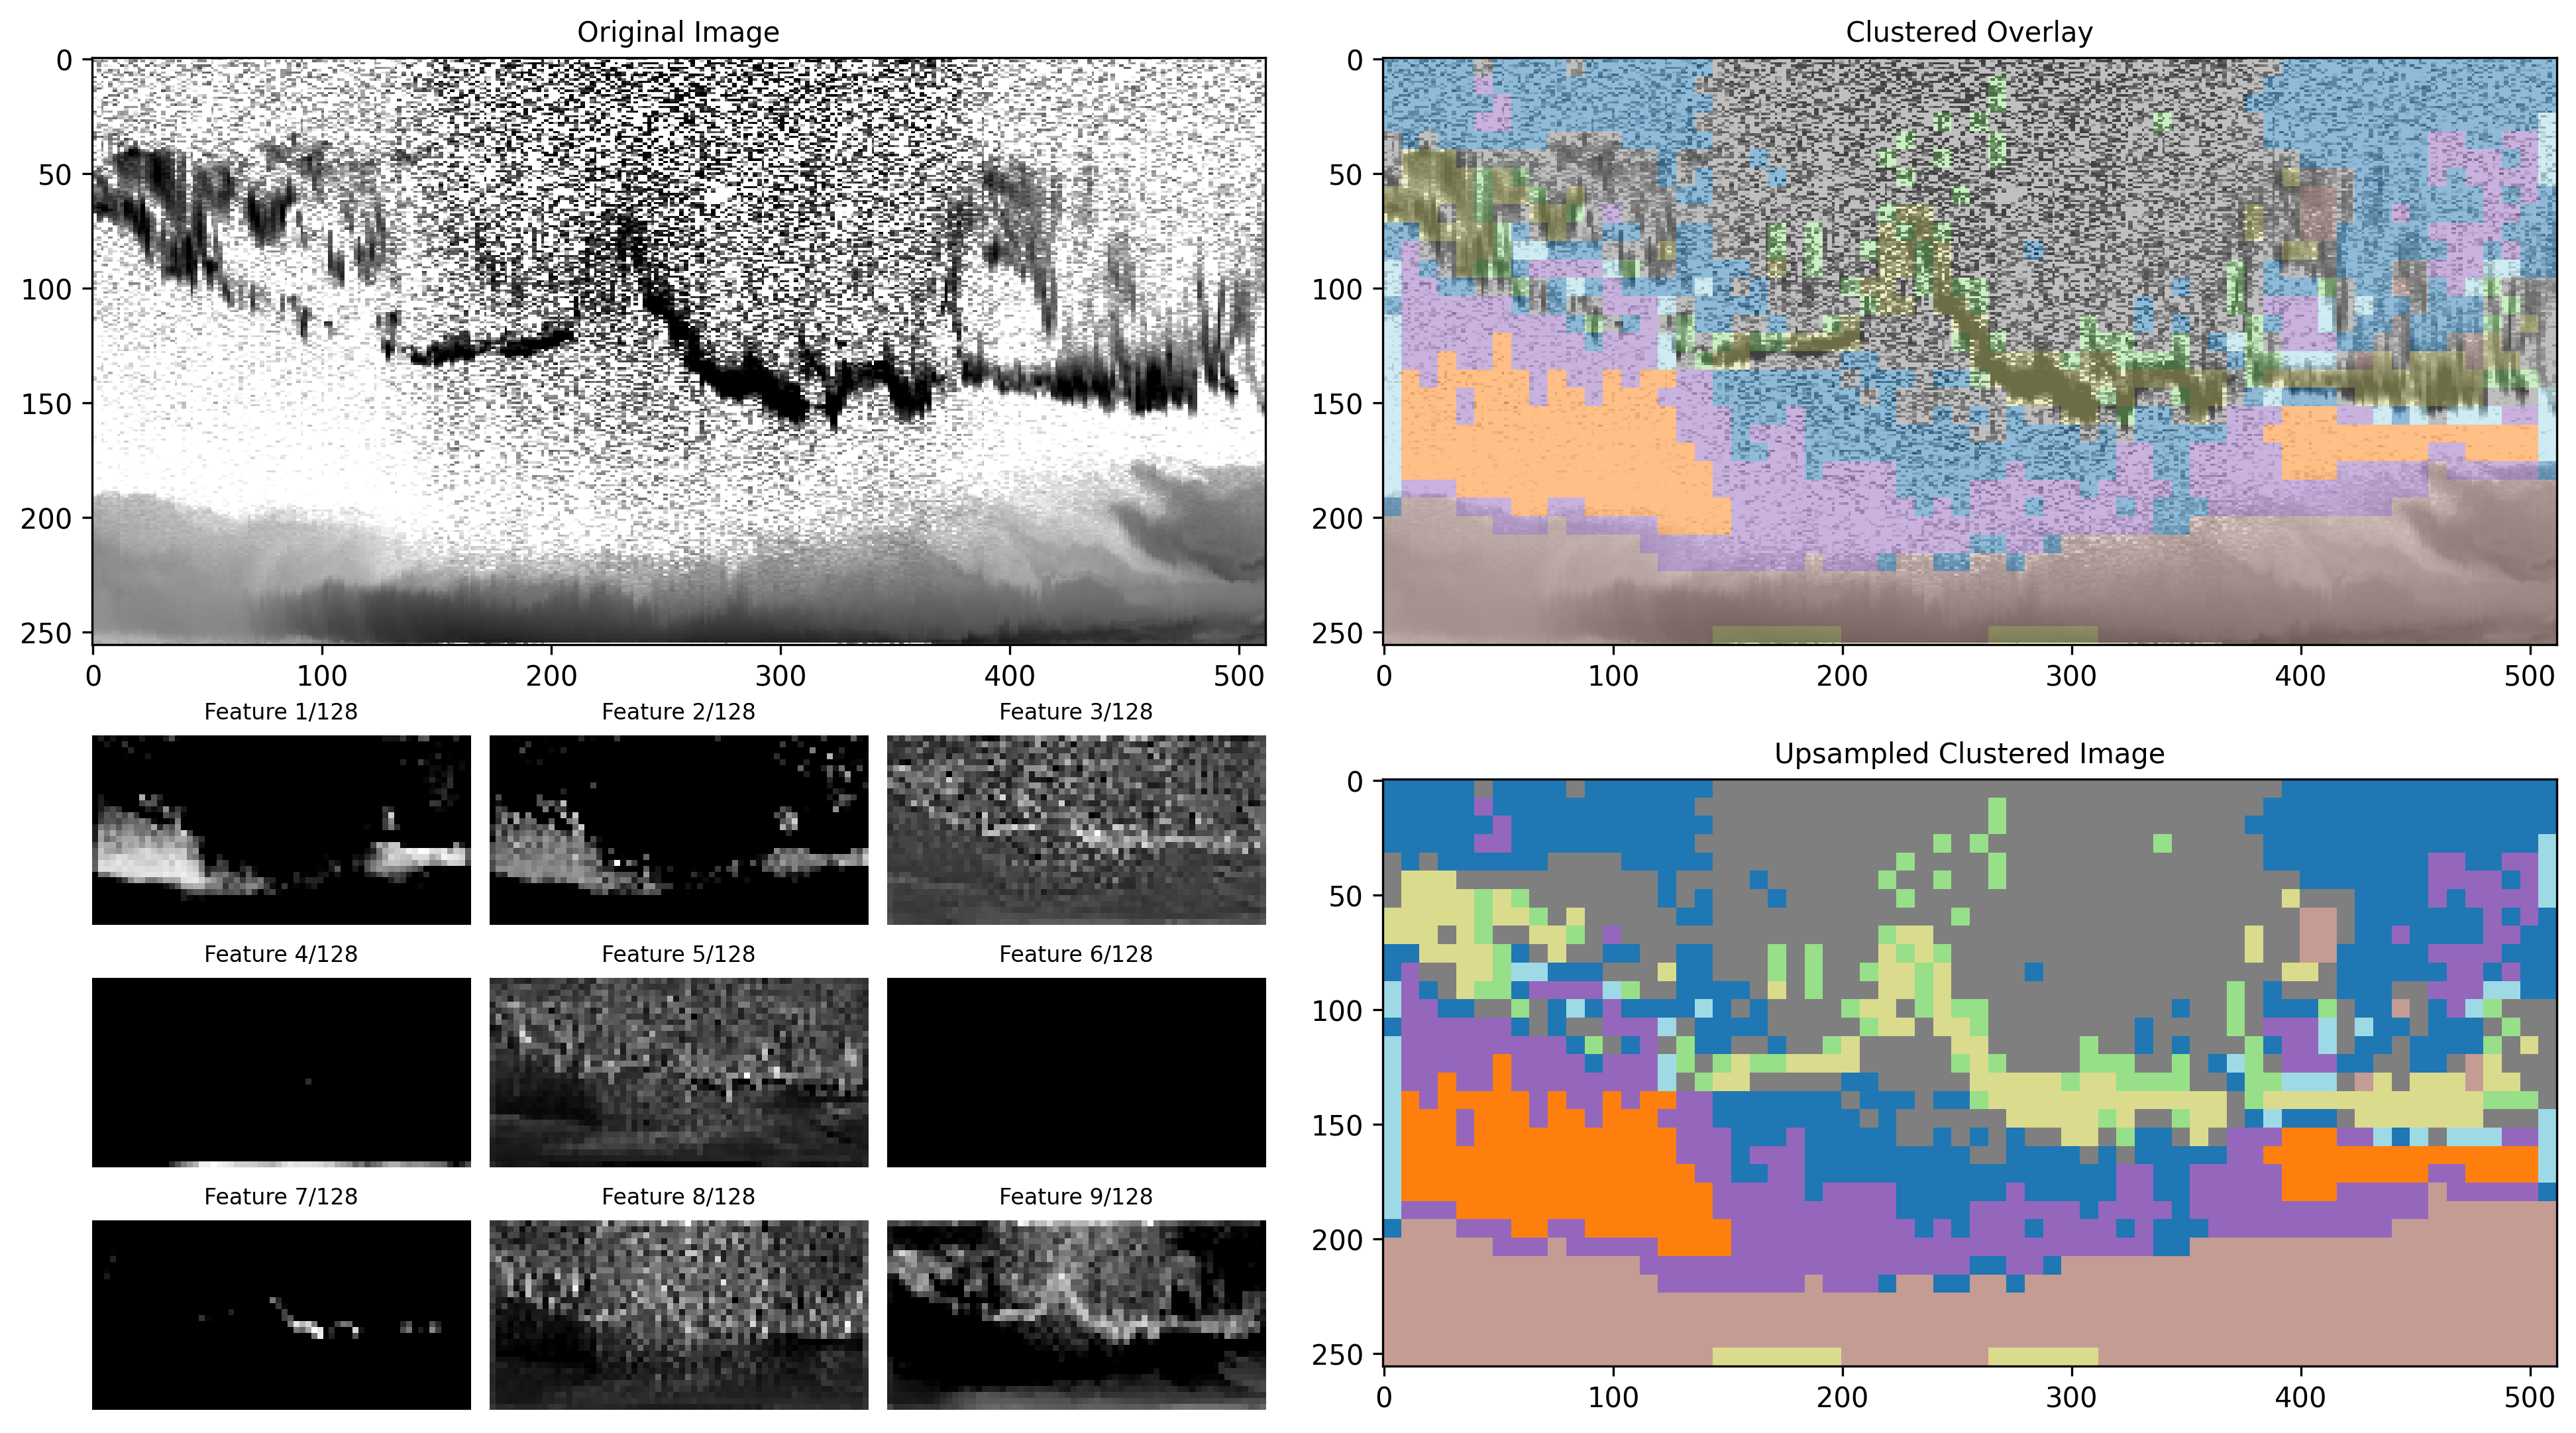 Original Image
0
50
100
150
200
250
0 100 200 300 400 500
Clustered Overlay
0
50
100
150
200
250
0 100 200 300 400 500
Feature 1/128 Feature 2/128 Feature 3/128
Feature 4/128 Feature 5/128 Feature 6/128
Feature 7/128 Feature 8/128 Feature 9/128
Upsampled Clustered Image
0
50
100
150
200
250
0 100 200 300 400 500